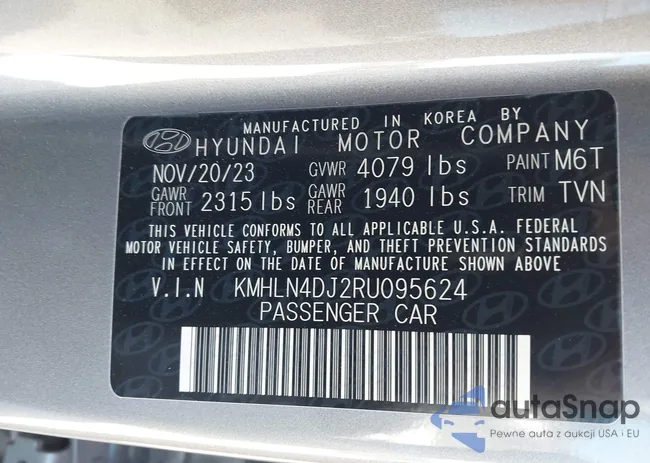 MANUFACTURED IN KOREA BY
HYUNDAI MOTOR COMPANY
NOV/20/23 GVWR 4079 lbs PAINT M6T
GAWR FRONT 2315 lbs GAWR REAR 1940 lbs TRIM TVN
THIS VEHICLE CONFORMS TO ALL APPLICABLE U.S.A. FEDERAL
MOTOR VEHICLE SAFETY, BUMPER, AND THEFT PREVENTION STANDARDS
IN EFFECT ON THE DATE OF MANUFACTURE SHOWN ABOVE
V.I.N KMHLN4DJ2RU095624
PASSENGER CAR
autaSnap
Pewne auta z aukcji USA i EU